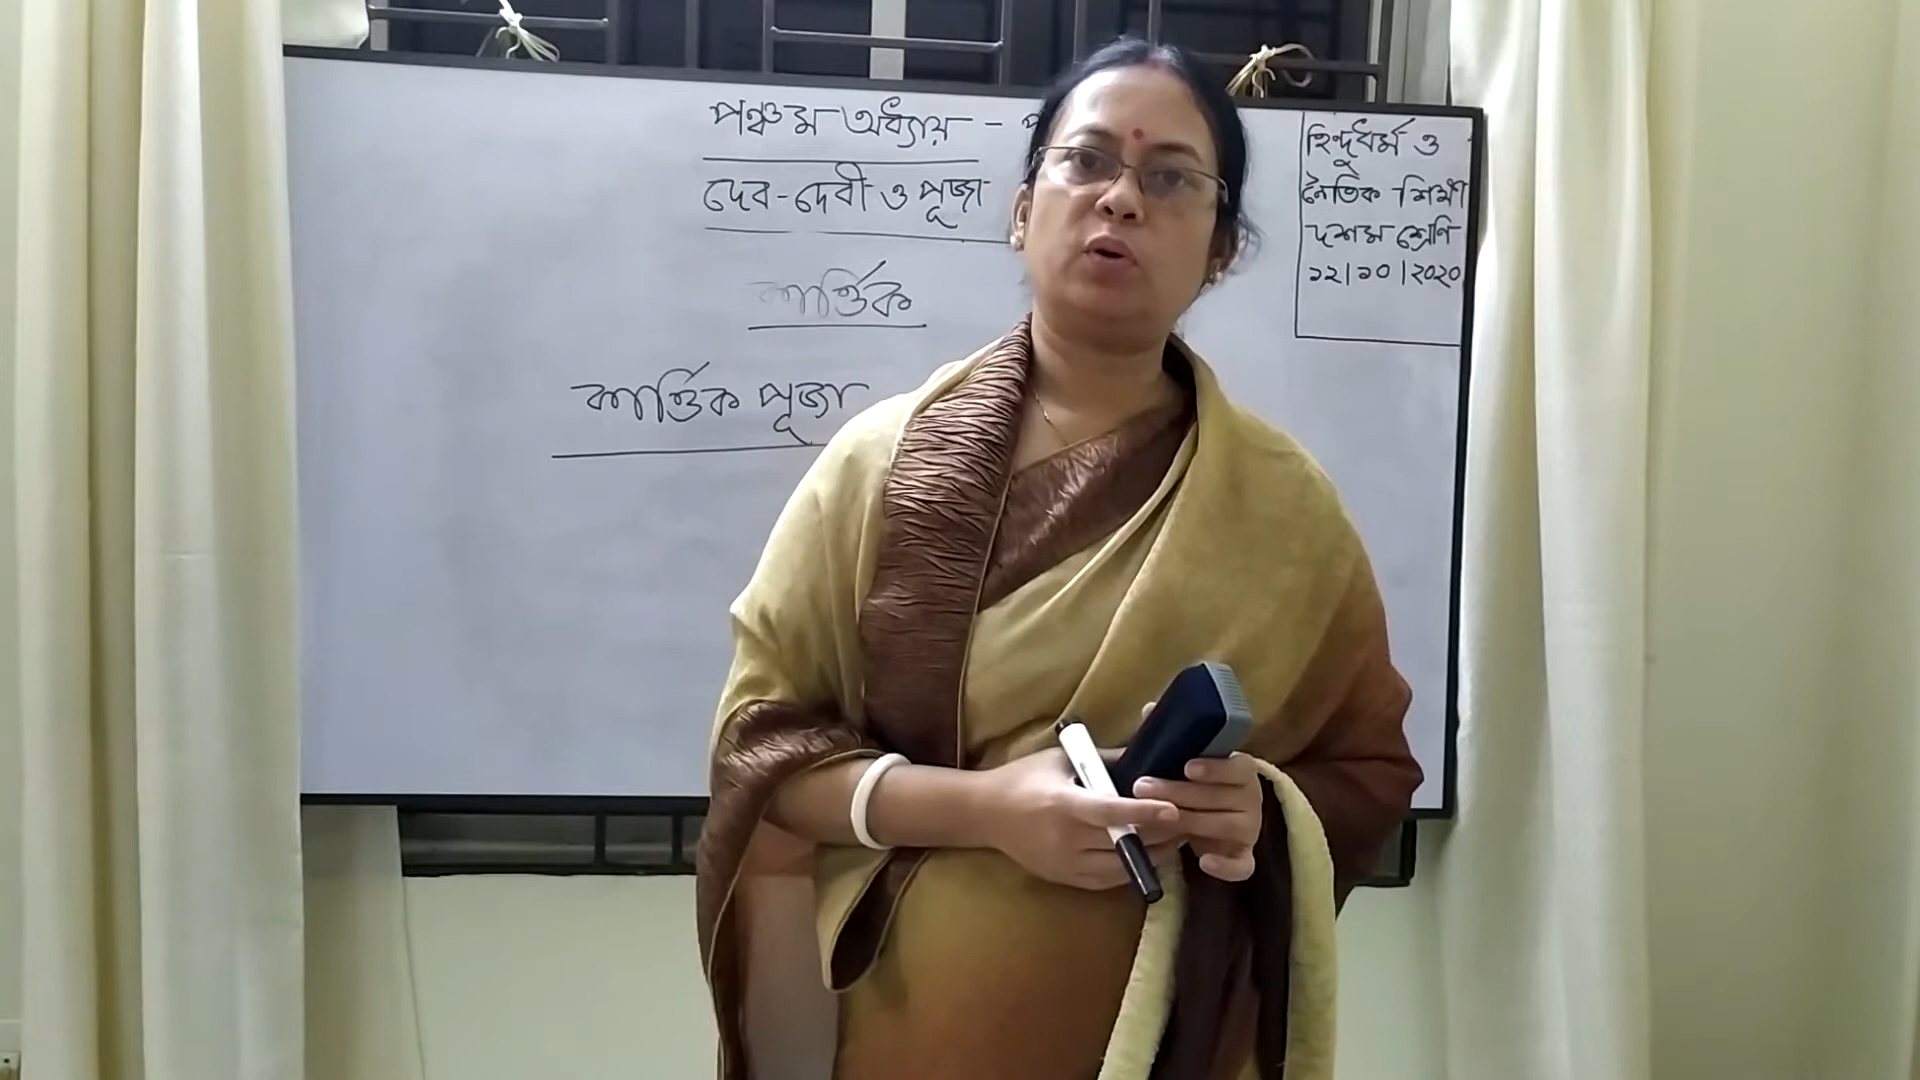 পঞ্চম অধ্যায় -
দেব-দেবী ও পূজা
কার্ত্তিক
কার্ত্তিক পূজা
হিন্দুধর্ম ও
নৈতিক শিক্ষা
দশম শ্রেণি
১২/১০/২০২০